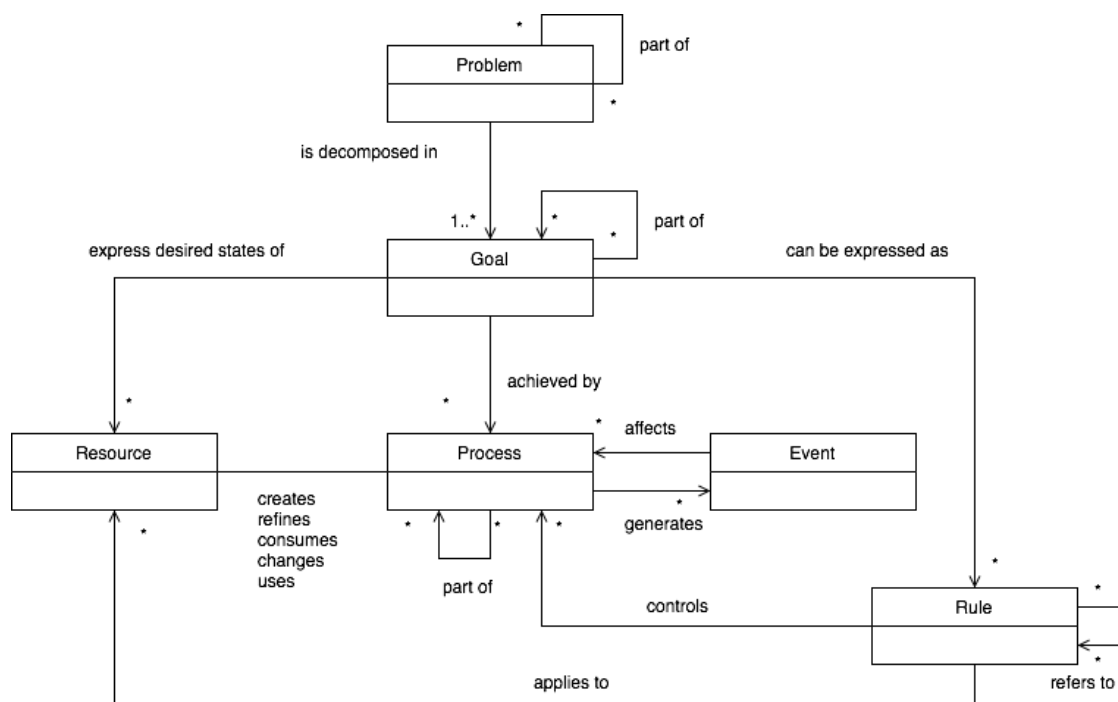 *
part of
Problem
*
is decomposed in
1..*
*
*
part of
express desired states of
Goal
can be expressed as
achieved by
*
*
*
affects
Resource
Process
Event
*
creates
refines
consumes
changes
uses
*
*
*
*
generates
part of
*
controls
Rule
*
*
applies to
refers to